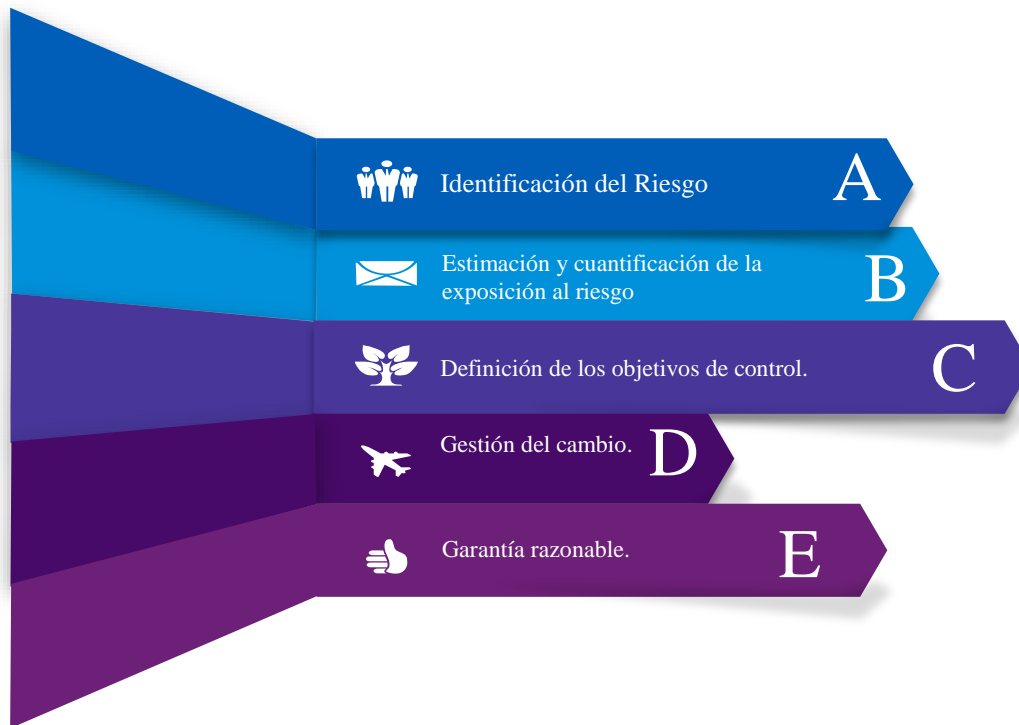 Identificación del Riesgo
A
Estimación y cuantificación de la
exposición al riesgo
B
Definición de los objetivos de control.
C
Gestión del cambio.
D
Garantía razonable.
E